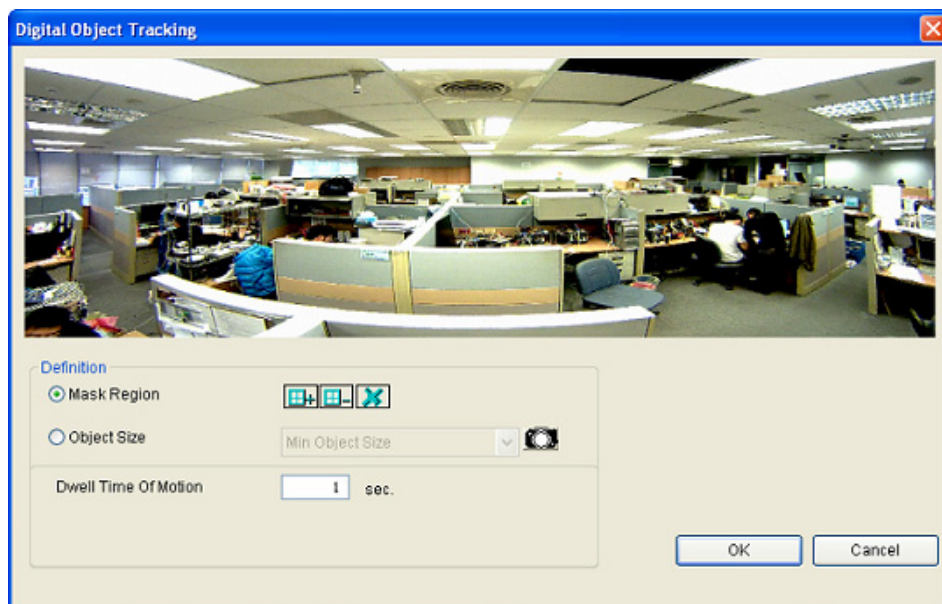 Digital Object Tracking
Definition
Mask Region
Object Size
Min Object Size
Dwell Time Of Motion
1 sec.
OK
Cancel